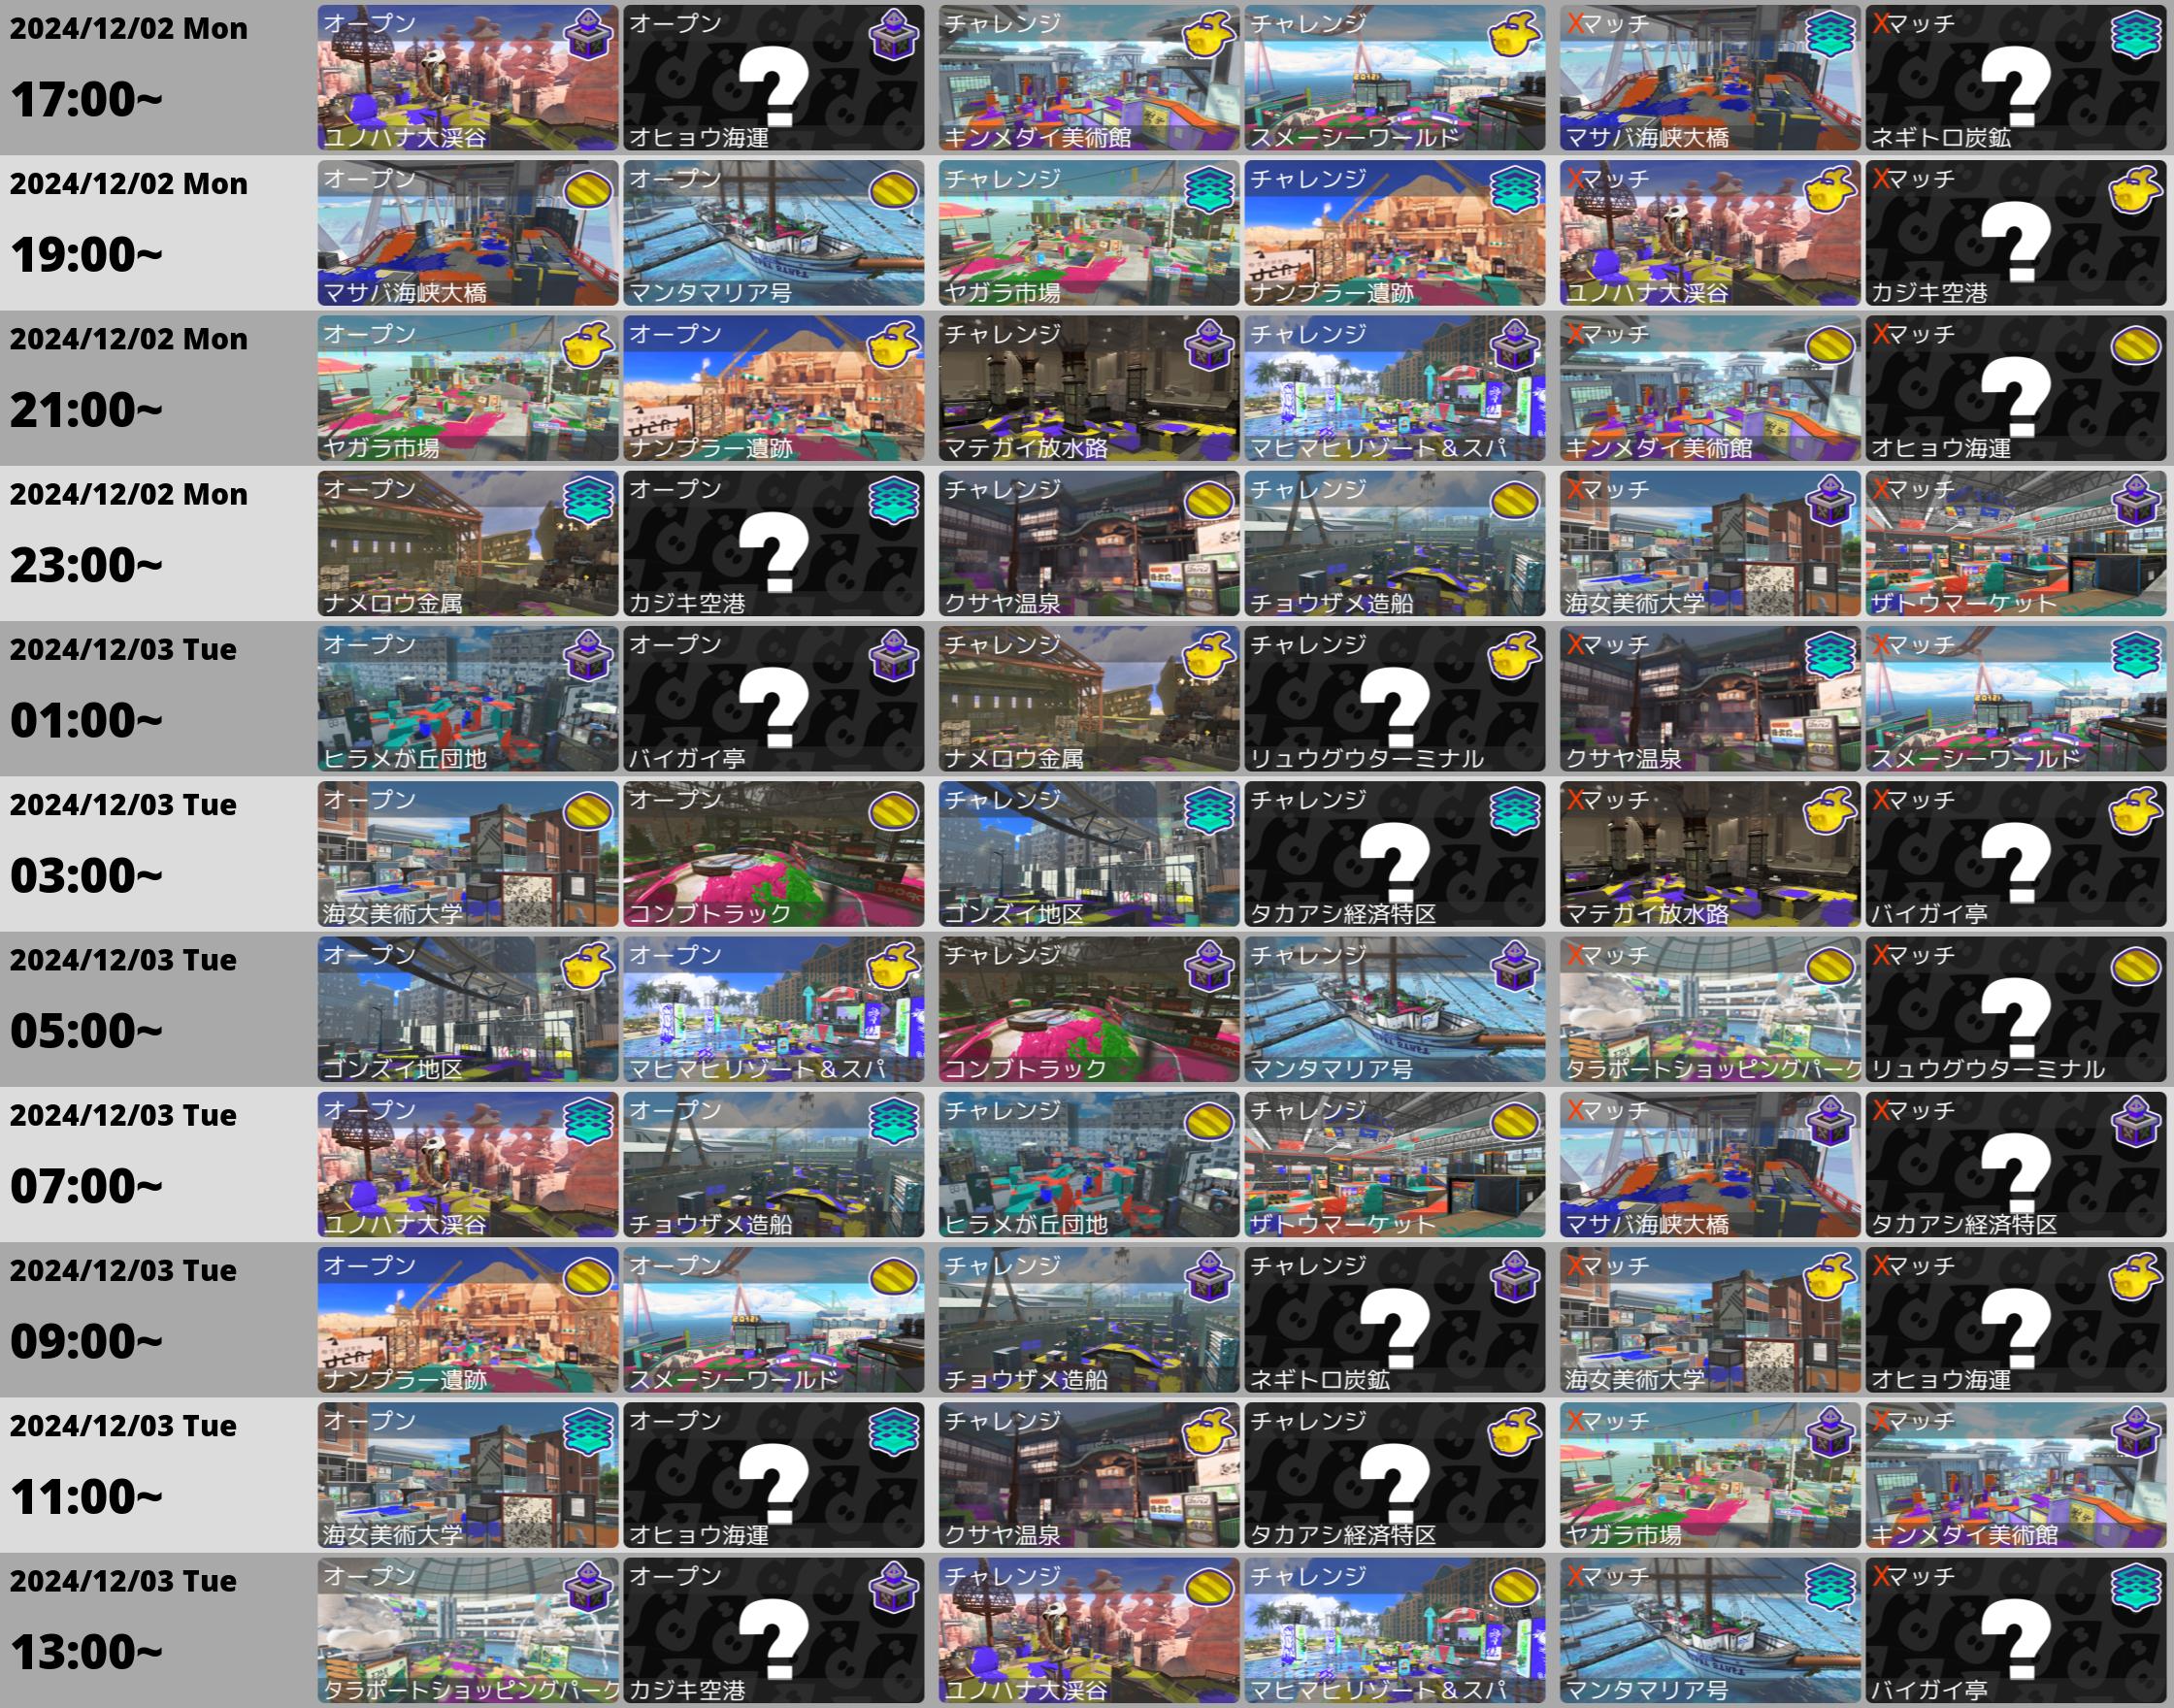 2024/12/02 Mon
17:00~
オープン
ユノハナ大渓谷
オープン
オヒョウ海運
チャレンジ
キンメダイ美術館
チャレンジ
スメーシーワールド
Xマッチ
マサバ海峡大橋
Xマッチ
ネギトロ炭鉱
2024/12/02 Mon
19:00~
オープン
マサバ海峡大橋
オープン
マンタマリア号
チャレンジ
ヤガラ市場
チャレンジ
ナンプラー遺跡
Xマッチ
ユノハナ大渓谷
Xマッチ
カジキ空港
2024/12/02 Mon
21:00~
オープン
ヤガラ市場
オープン
ナンプラー遺跡
チャレンジ
マテガイ放水路
チャレンジ
マヒマヒリゾート＆スパ
Xマッチ
キンメダイ美術館
Xマッチ
オヒョウ海運
2024/12/02 Mon
23:00~
オープン
ナメロウ金属
オープン
カジキ空港
チャレンジ
クサヤ温泉
チャレンジ
チョウザメ造船
Xマッチ
海女美術大学
Xマッチ
ザトウマーケット
2024/12/03 Tue
01:00~
オープン
ヒラメが丘団地
オープン
バイガイ亭
チャレンジ
ナメロウ金属
チャレンジ
リュウグウターミナル
Xマッチ
クサヤ温泉
Xマッチ
スメーシーワールド
2024/12/03 Tue
03:00~
オープン
海女美術大学
オープン
コンブトラック
チャレンジ
ゴンズイ地区
チャレンジ
タカアシ経済特区
Xマッチ
マテガイ放水路
Xマッチ
バイガイ亭
2024/12/03 Tue
05:00~
オープン
ゴンズイ地区
オープン
マヒマヒリゾート＆スパ
チャレンジ
コンブトラック
チャレンジ
マンタマリア号
Xマッチ
タラポートショッピングパーク
Xマッチ
リュウグウターミナル
2024/12/03 Tue
07:00~
オープン
ユノハナ大渓谷
オープン
チョウザメ造船
チャレンジ
ヒラメが丘団地
チャレンジ
ザトウマーケット
Xマッチ
マサバ海峡大橋
Xマッチ
タカアシ経済特区
2024/12/03 Tue
09:00~
オープン
ナンプラー遺跡
オープン
スメーシーワールド
チャレンジ
チョウザメ造船
チャレンジ
ネギトロ炭鉱
Xマッチ
海女美術大学
Xマッチ
オヒョウ海運
2024/12/03 Tue
11:00~
オープン
海女美術大学
オープン
オヒョウ海運
チャレンジ
クサヤ温泉
チャレンジ
タカアシ経済特区
Xマッチ
ヤガラ市場
Xマッチ
キンメダイ美術館
2024/12/03 Tue
13:00~
オープン
タラポートショッピングパーク
オープン
カジキ空港
チャレンジ
ユノハナ大渓谷
チャレンジ
マヒマヒリゾート＆スパ
Xマッチ
マンタマリア号
Xマッチ
バイガイ亭